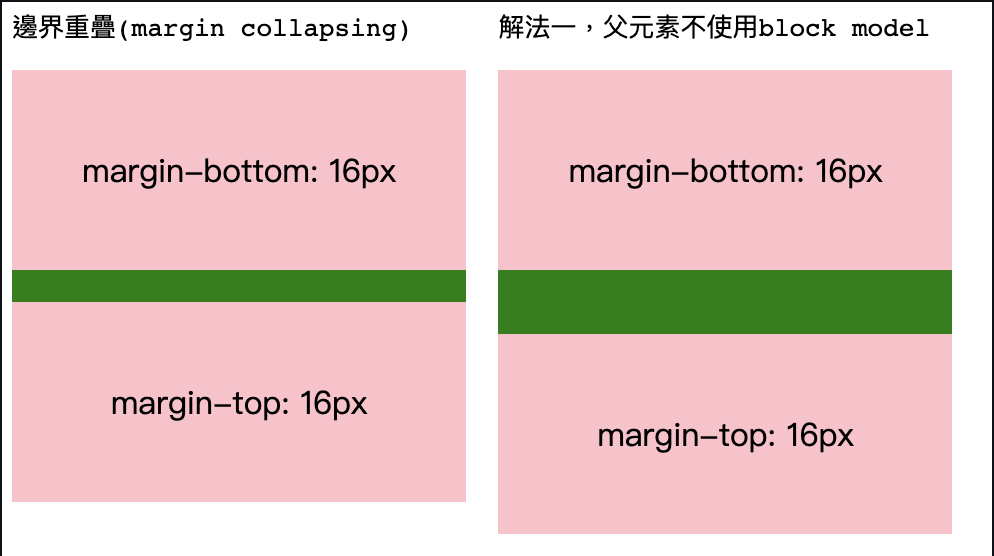 邊界重疊(margin collapsing)
margin-bottom: 16px
margin-top: 16px
解法一，父元素不使用block model
margin-bottom: 16px
margin-top: 16px